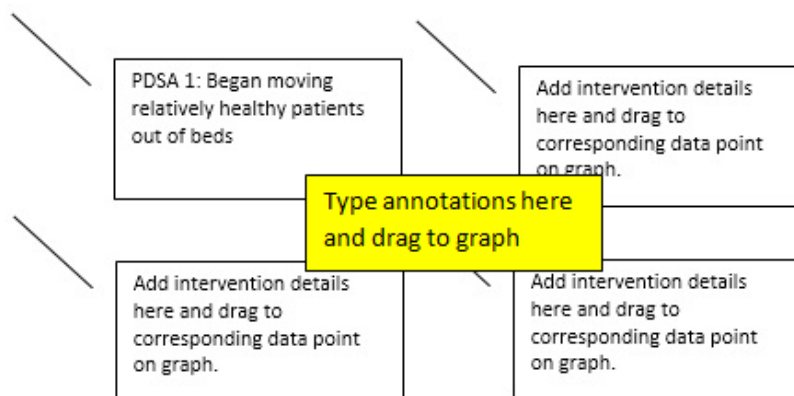 PDSA 1: Began moving
relatively healthy patients
out of beds
Add intervention details
here and drag to
corresponding data point
on graph.
Type annotations here
and drag to graph
Add intervention details
here and drag to
corresponding data point
on graph.
Add intervention details
here and drag to
corresponding data point
on graph.